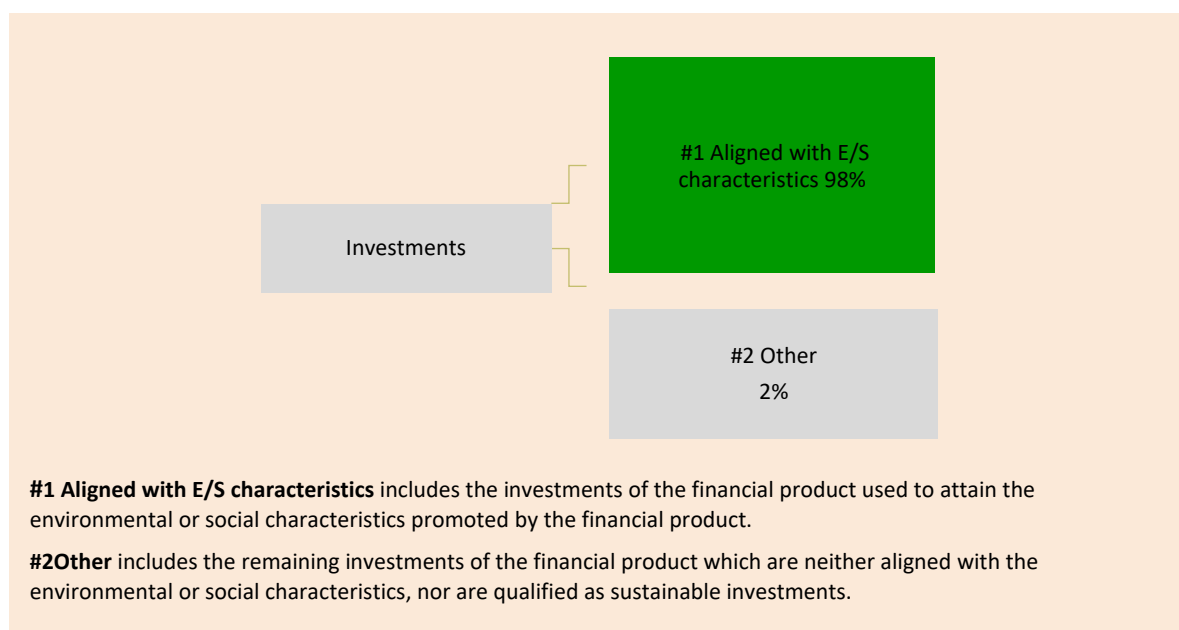 #1 Aligned with E/S
characteristics 98%
Investments
#2 Other
2%
#1 Aligned with E/S characteristics includes the investments of the financial product used to attain the
environmental or social characteristics promoted by the financial product.
#2Other includes the remaining investments of the financial product which are neither aligned with the
environmental or social characteristics, nor are qualified as sustainable investments.